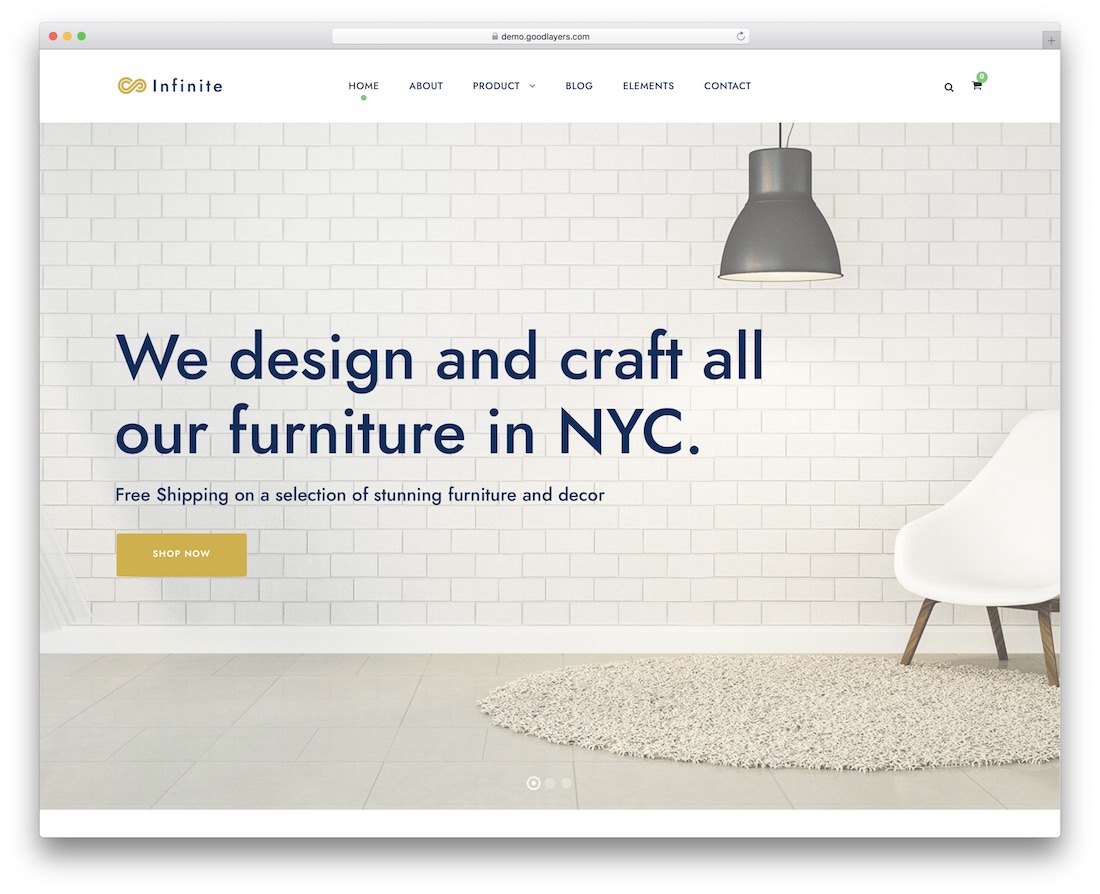 demo.goodlayers.com
Infinite
HOME ABOUT PRODUCT BLOG ELEMENTS CONTACT
0
We design and craft all
our furniture in NYC.
Free Shipping on a selection of stunning furniture and decor
SHOP NOW